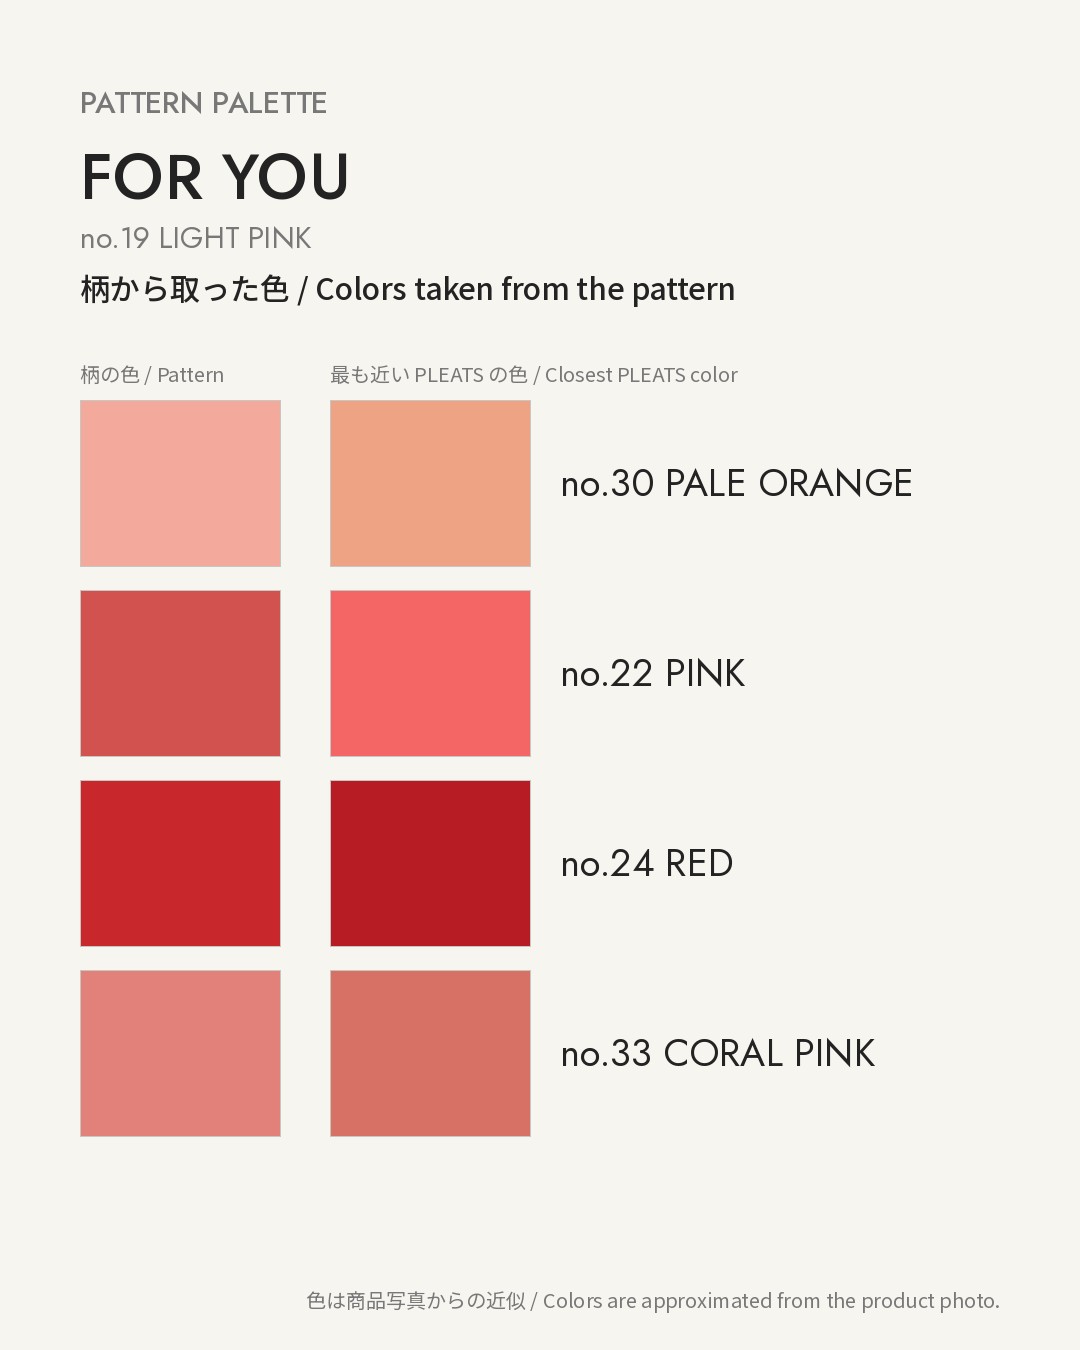 PATTERN PALETTE
FOR YOU
no.19 LIGHT PINK
柄から取った色 / Colors taken from the pattern
柄の色 / Pattern
最も近い PLEATS の色 / Closest PLEATS color
no.30 PALE ORANGE
no.22 PINK
no.24 RED
no.33 CORAL PINK
色は商品写真からの近似 / Colors are approximated from the product photo.